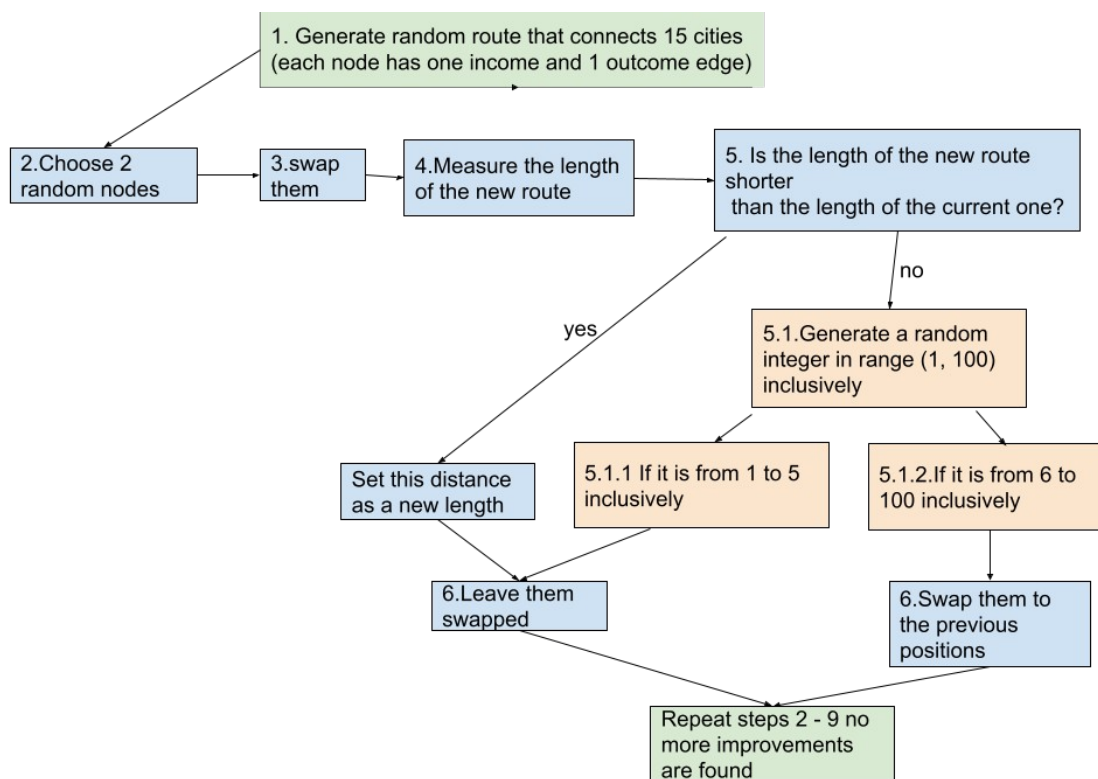 1. Generate random route that connects 15 cities
(each node has one income and 1 outcome edge)
2.Choose 2
random nodes
3.swap
them
4.Measure the length
of the new route
5. Is the length of the new route
shorter
than the length of the current one?
no
yes
5.1.Generate a random
integer in range (1, 100)
inclusively
Set this distance
as a new length
5.1.1 If it is from 1 to 5
inclusively
5.1.2.If it is from 6 to
100 inclusively
6.Leave them
swapped
6.Swap them to
the previous
positions
Repeat steps 2 - 9 no
more improvements
are found